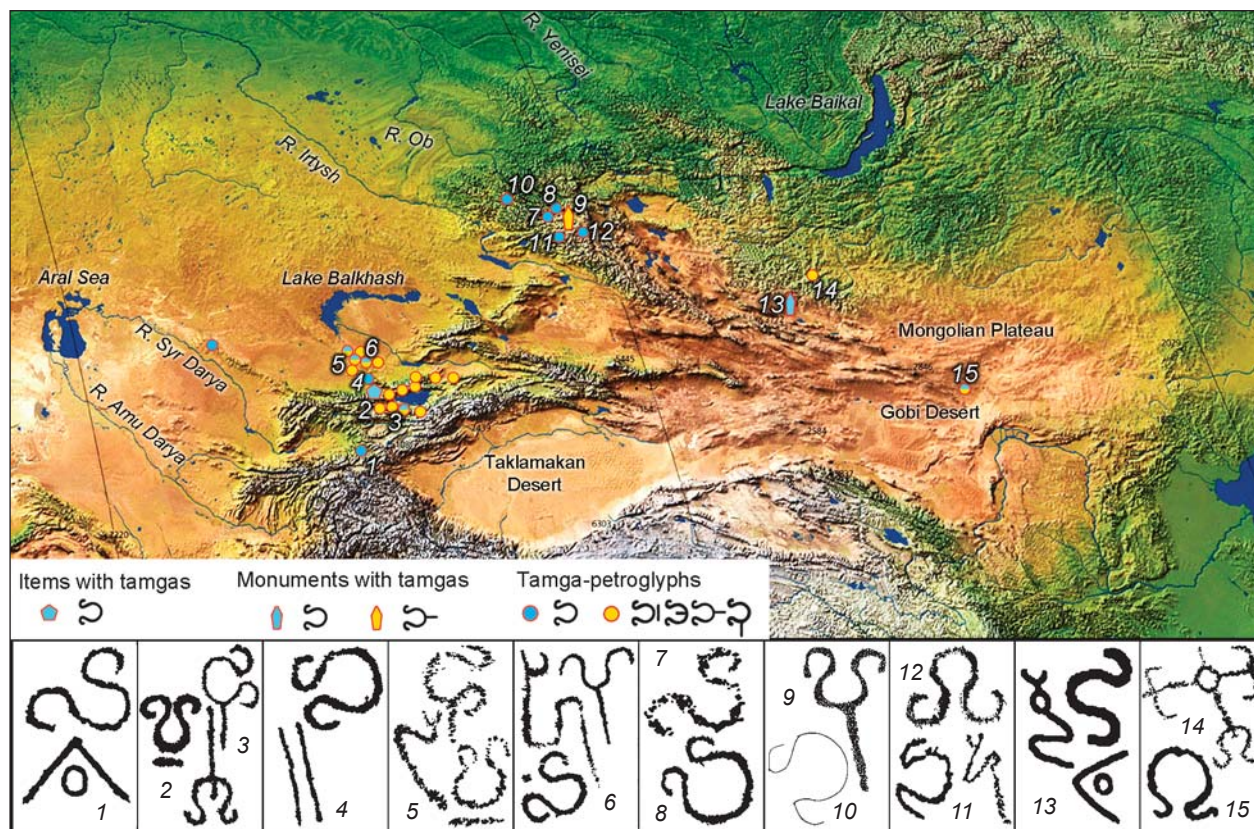 R. Yenisei
Lake Baikal
R. Ob
R. Irtysh
10
8
9
7
12
11
Aral Sea
Lake Balkhash
14
13
Mongolian Plateau
R. Syr Darya
5
6
15
4
Gobi Desert
2
3
R. Amu Darya
1
Taklamakan
Desert
6303
Items with tamgas
Monuments with tamgas
Tamga-petroglyphs
1
2
3
4
5
6
7
8
9
10
12
11
13
14
15